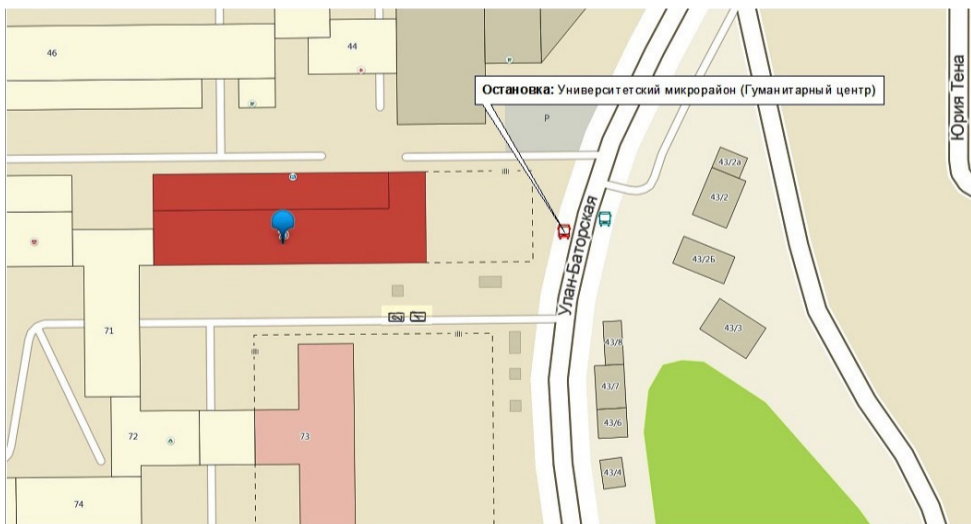 46
44
Остановка: Университетский микрорайон (Гуманитарный центр)
P
Юрия Тена
43/2а
43/2
Улан-Баторская
43/2Б
71
43/3
43/8
43/7
43/6
72
73
43/4
74